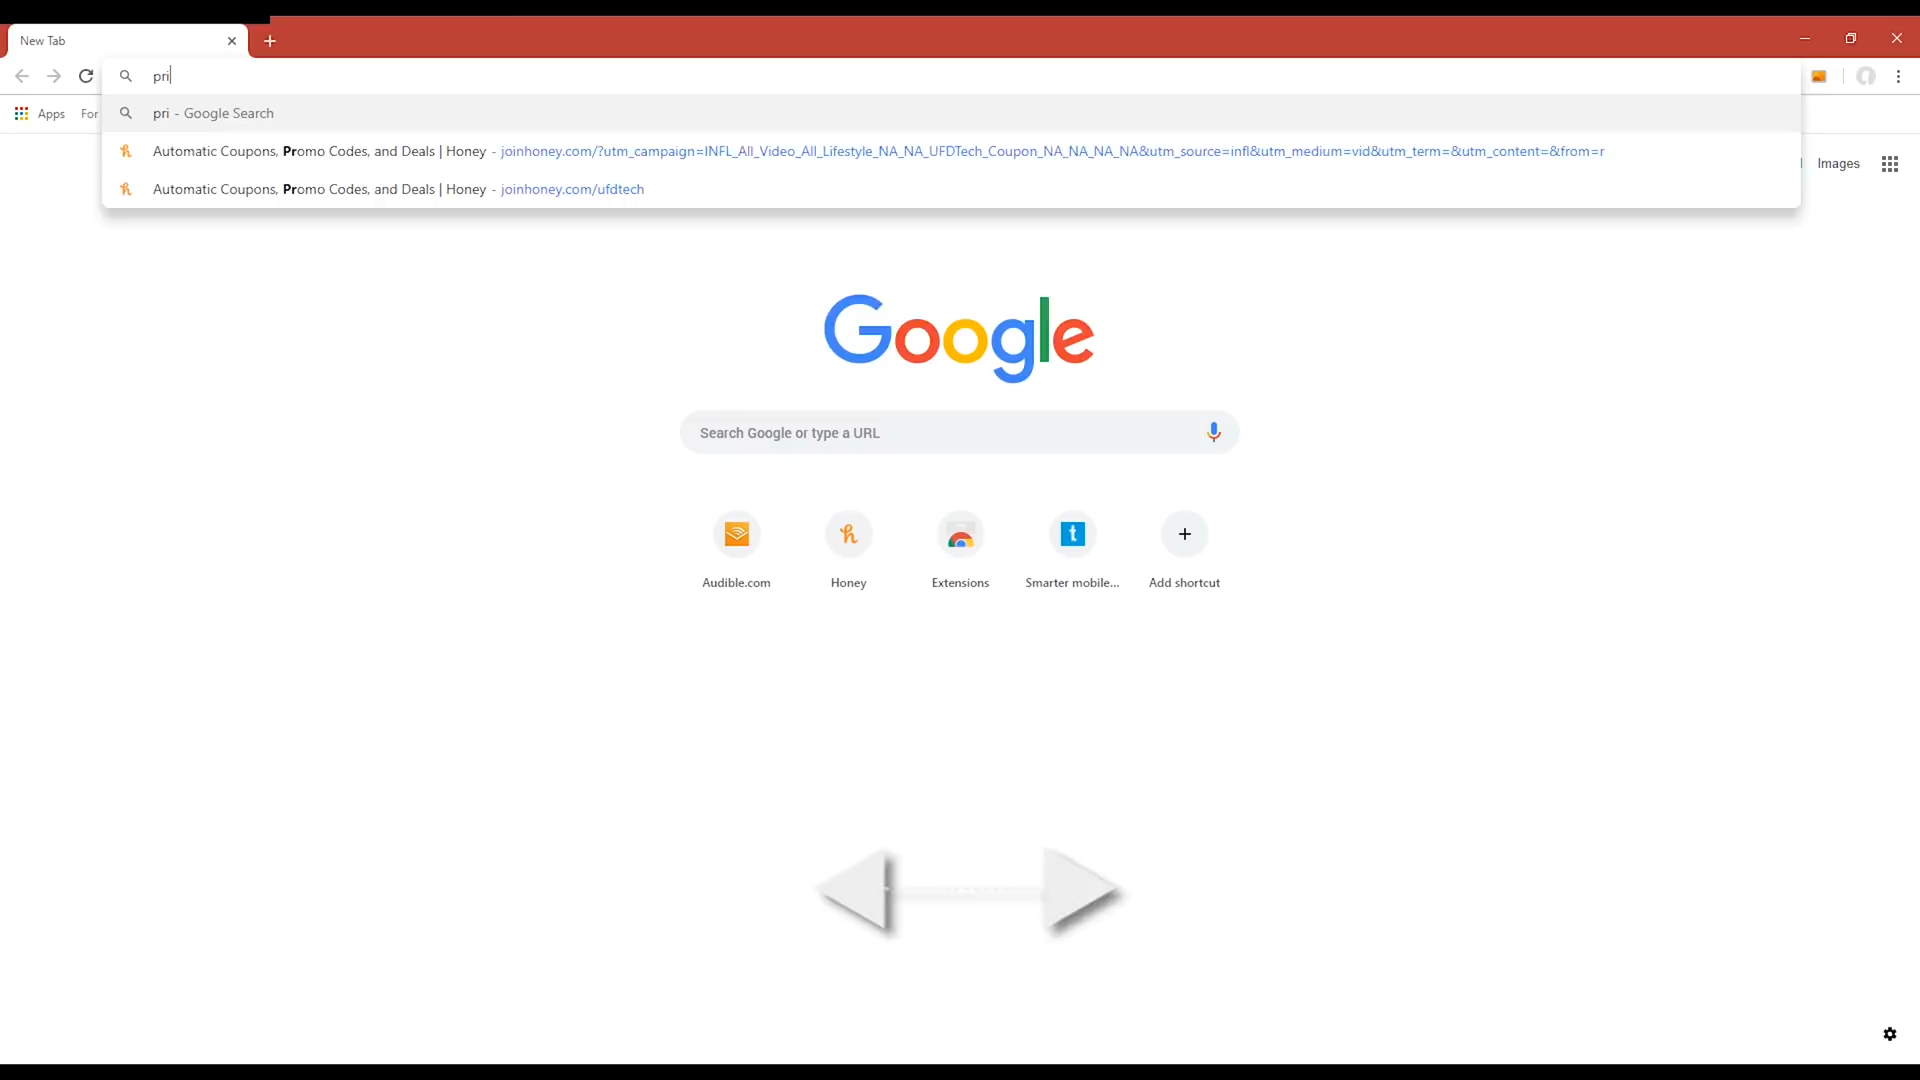 New Tab
pri
pri - Google Search
Apps For
Automatic Coupons, Promo Codes, and Deals | Honey - joinhoney.com/?utm_campaign=INFL_All_Video_All_Lifestyle_NA_NA_UFDTech_Coupon_NA_NA_NA_NA&utm_source=infl&utm_medium=vid&utm_term=&utm_content=&from=r
Images
Automatic Coupons, Promo Codes, and Deals | Honey - joinhoney.com/ufdtech
Google
Search Google or type a URL
Audible.com
Honey
Extensions
Smarter mobile...
Add shortcut